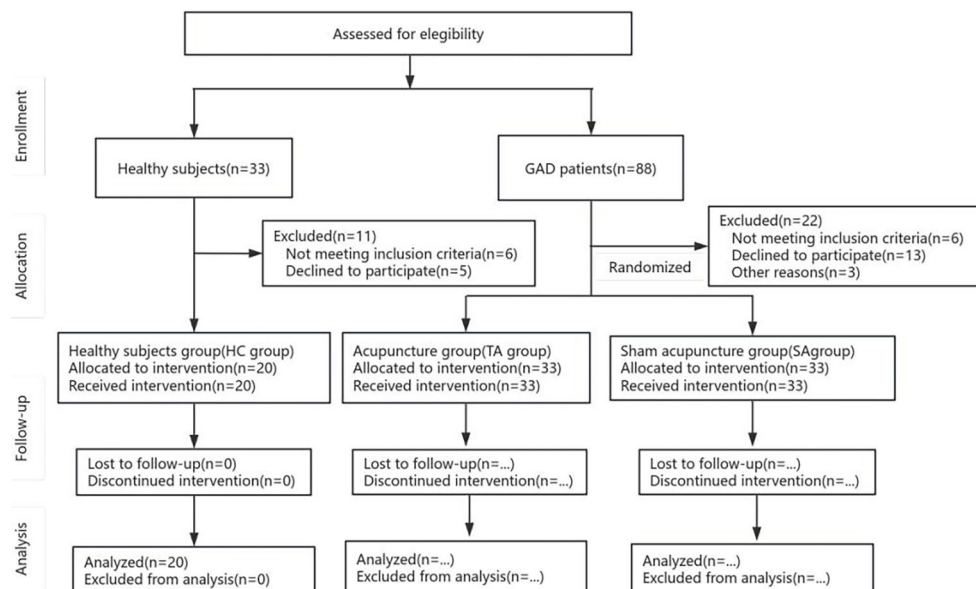 Assessed for elegibility
Enrollment
Healthy subjects(n=33)
GAD patients(n=88)
Allocation
Excluded(n=11)
Not meeting inclusion criteria(n=6)
Declined to participate(n=5)
Randomized
Excluded(n=22)
Not meeting inclusion criteria(n=6)
Declined to participate(n=13)
Other reasons(n=3)
Healthy subjects group(HC group)
Allocated to intervention(n=20)
Received intervention(n=20)
Acupuncture group(TA group)
Allocated to intervention(n=33)
Received intervention(n=33)
Sham acupuncture group(SAgroup)
Allocated to intervention(n=33)
Received intervention(n=33)
Follow-up
Lost to follow-up(n=0)
Discontinued intervention(n=0)
Lost to follow-up(n=...)
Discontinued intervention(n=...)
Lost to follow-up(n=...)
Discontinued intervention(n=...)
Analysis
Analyzed(n=20)
Excluded from analysis(n=0)
Analyzed(n=...)
Excluded from analysis(n=...)
Analyzed(n=...)
Excluded from analysis(n=...)